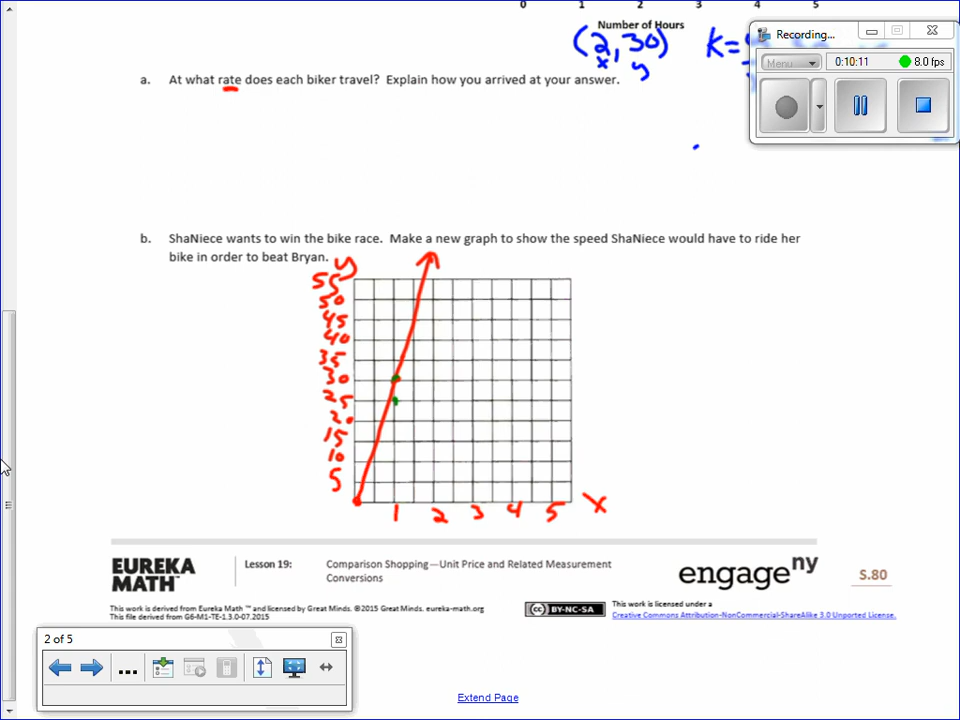 0 1 2 3 4 5
Number of Hours
(2, 30) K=
x y
Recording...
Menu 0:10:11 8.0 fps
a. At what rate does each biker travel? Explain how you arrived at your answer.
b. ShaNiece wants to win the bike race. Make a new graph to show the speed ShaNiece would have to ride her
bike in order to beat Bryan.
y
55
50
45
40
35
30
25
20
15
10
5
1 2 3 4 5 x
EUREKA
MATH™
Lesson 19:
Comparison Shopping—Unit Price and Related Measurement
Conversions
engage ny
S.80
This work is derived from Eureka Math ™ and licensed by Great Minds. ©2015 Great Minds. eureka-math.org
This file derived from G6-M1-TE-1.3.0-07.2015
(cc) BY-NC-SA
This work is licensed under a
Creative Commons Attribution-NonCommercial-ShareAlike 3.0 Unported License.
2 of 5
Extend Page